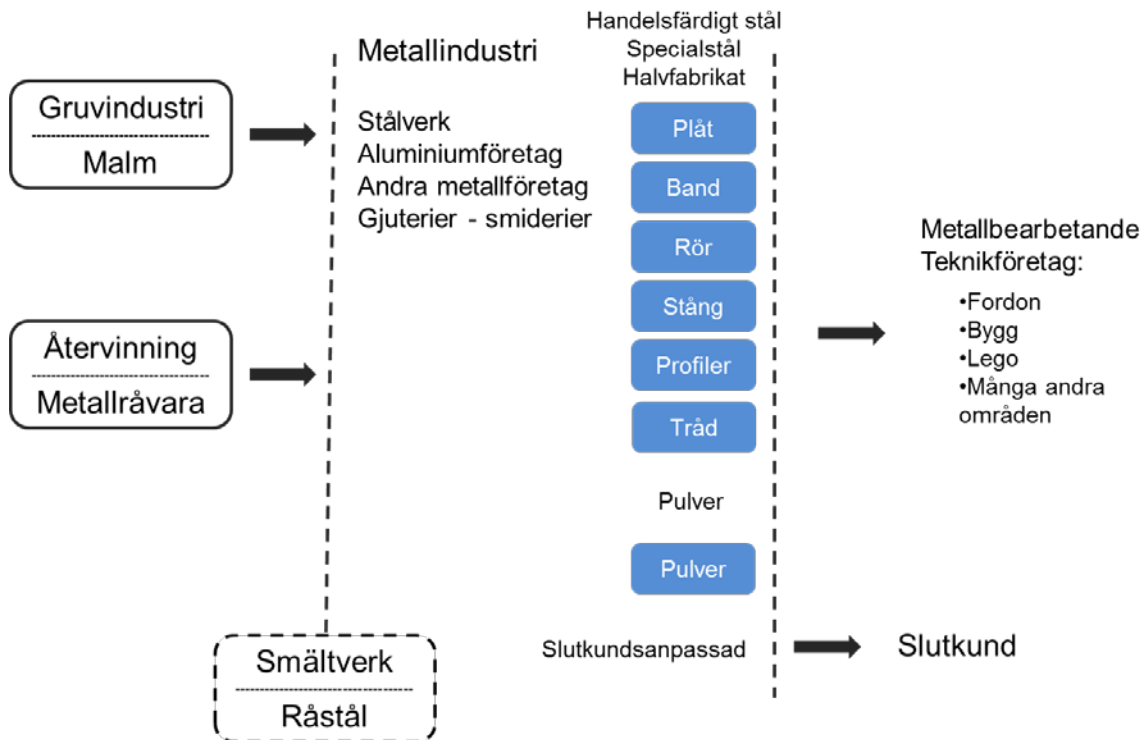 Gruvindustri
Malm
Återvinning
Metallråvara
Smältverk
Råstål
Metallindustri
Stålverk
Aluminiumföretag
Andra metallföretag
Gjuterier - smiderier
Handelsfärdigt stål
Specialstål
Halvfabrikat
Plåt
Band
Rör
Stång
Profiler
Tråd
Pulver
Pulver
Slutkundsanpassad
Metallbearbetande
Teknikföretag:
•Fordon
•Bygg
•Lego
•Många andra
områden
Slutkund